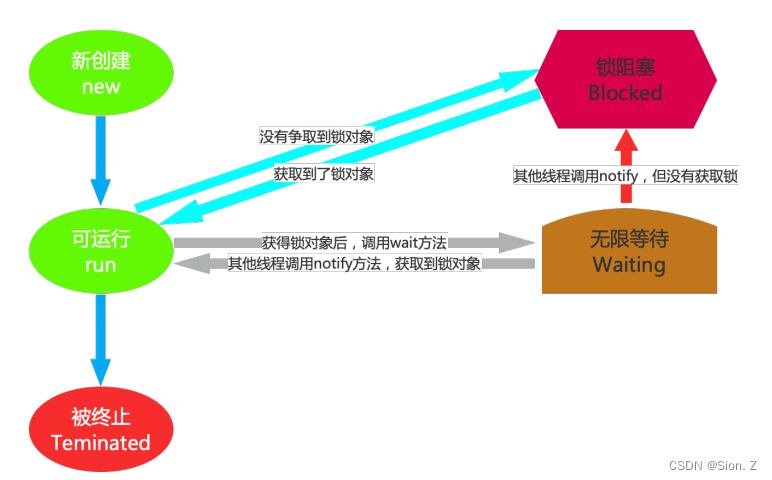 新创建
new
锁阻塞
Blocked
没有争取到锁对象
获取到了锁对象
其他线程调用notify，但没有获取锁
可运行
run
获得锁对象后，调用wait方法
其他线程调用notify方法，获取到锁对象
无限等待
Waiting
被终止
Teminated
CSDN @Sion. Z